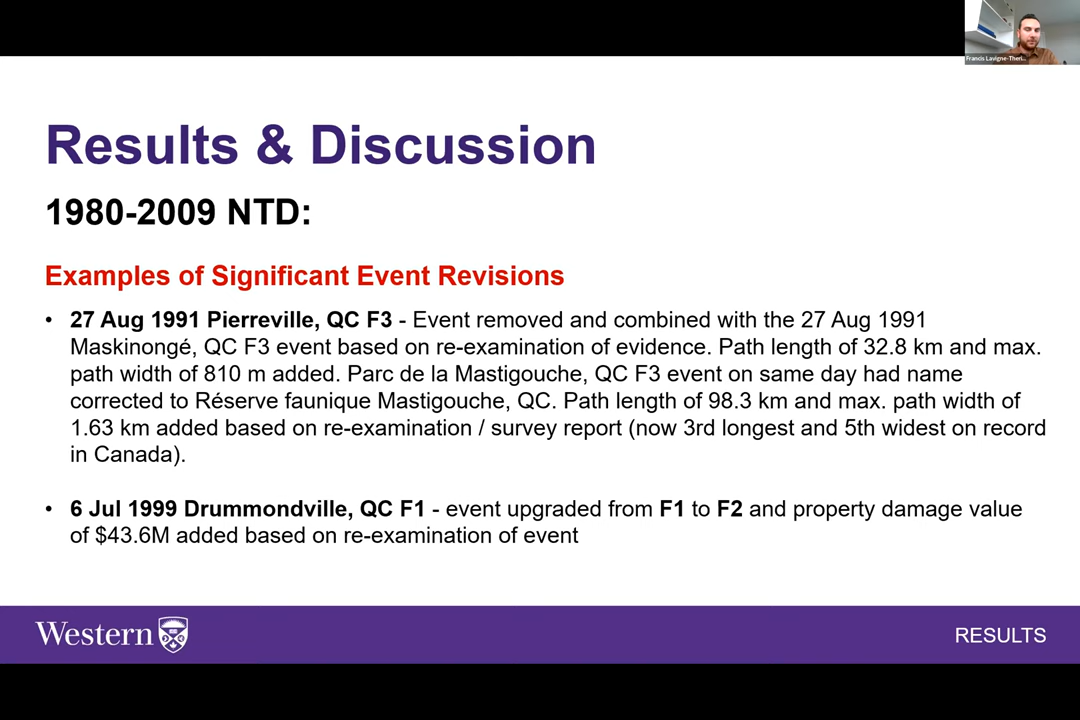 Francis Lavigne-Theri...
Results & Discussion
1980-2009 NTD:
Examples of Significant Event Revisions
• 27 Aug 1991 Pierreville, QC F3 - Event removed and combined with the 27 Aug 1991
Maskinongé, QC F3 event based on re-examination of evidence. Path length of 32.8 km and max.
path width of 810 m added. Parc de la Mastigouche, QC F3 event on same day had name
corrected to Réserve faunique Mastigouche, QC. Path length of 98.3 km and max. path width of
1.63 km added based on re-examination / survey report (now 3rd longest and 5th widest on record
in Canada).
• 6 Jul 1999 Drummondville, QC F1 - event upgraded from F1 to F2 and property damage value
of $43.6M added based on re-examination of event
Western
RESULTS